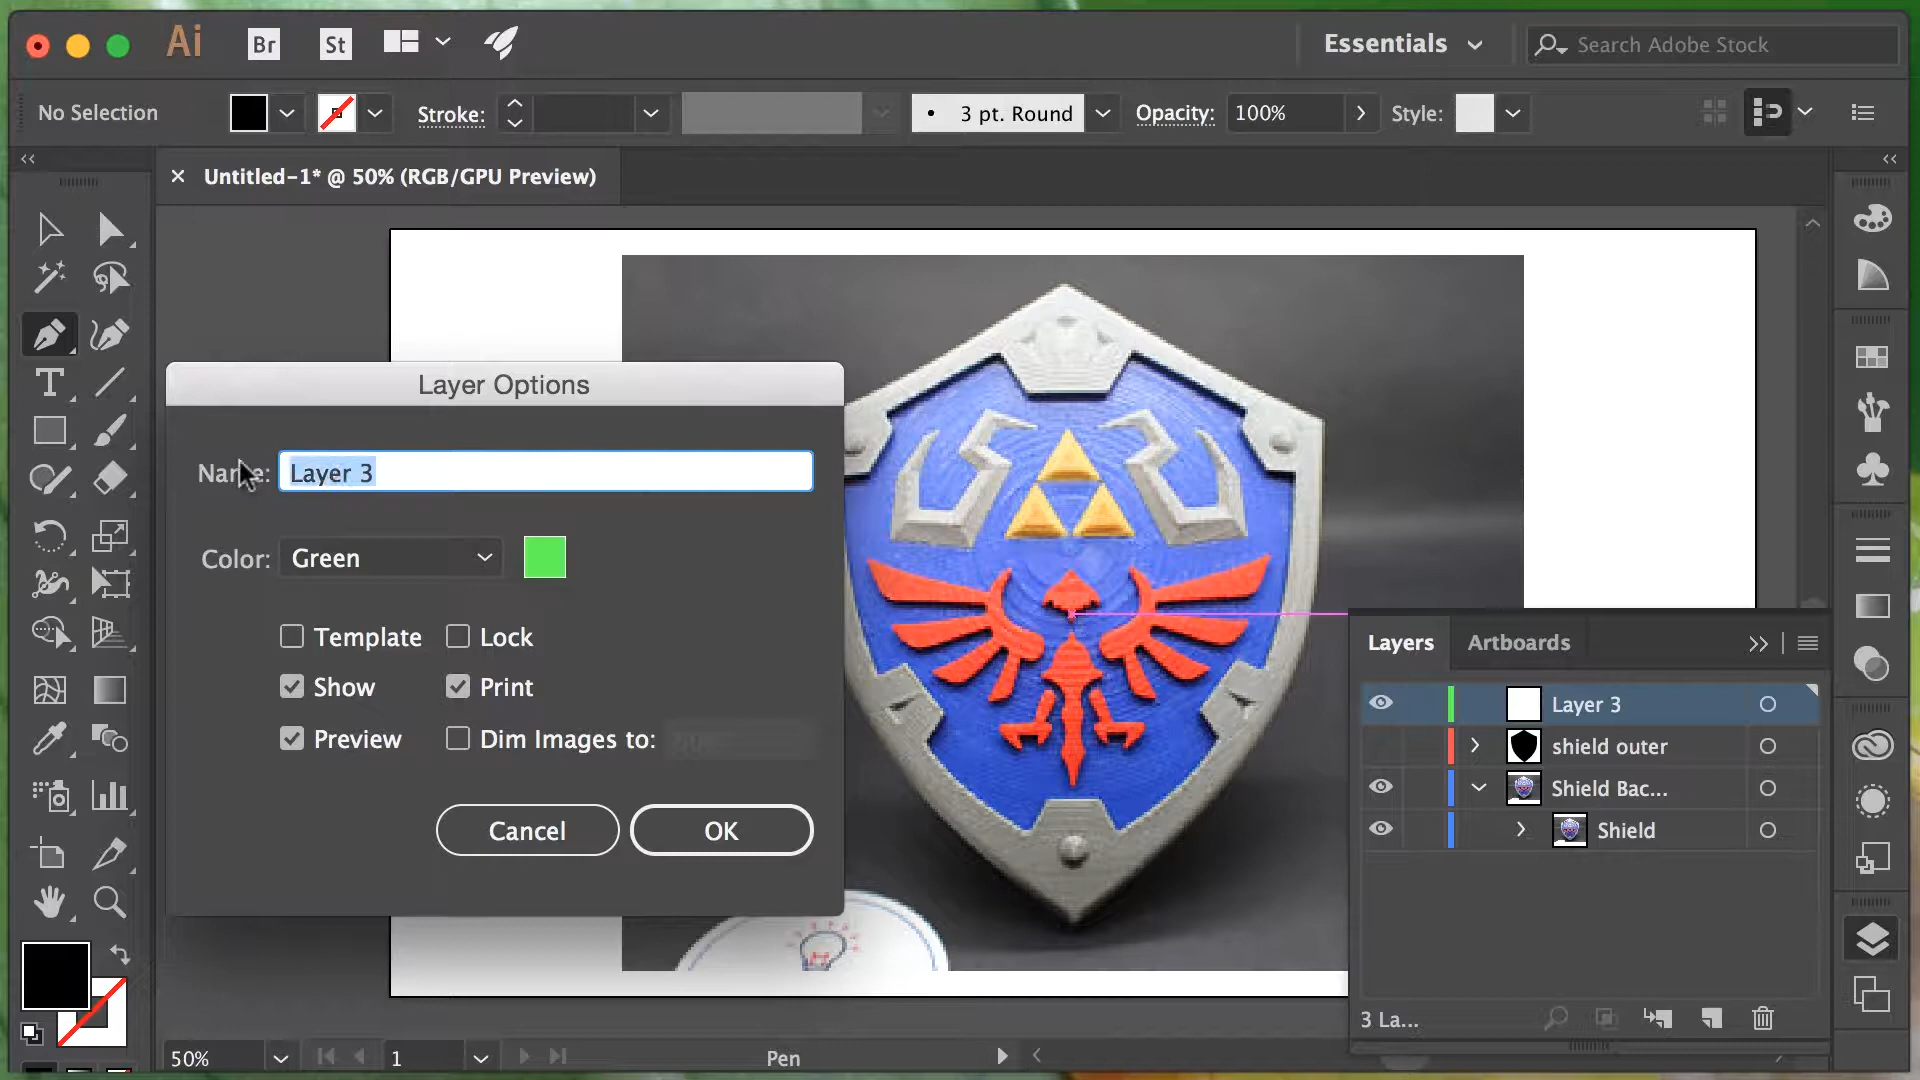 Ai Br St Essentials Search Adobe Stock
No Selection Stroke: 3 pt. Round Opacity: 100% Style:
Untitled-1* @ 50% (RGB/GPU Preview)
Layer Options
Name: Layer 3
Color: Green
Template Lock
Show Print
Preview Dim Images to:
Cancel OK
Layers Artboards
Layer 3
shield outer
Shield Bac...
Shield
3 La...
50% 1 Pen